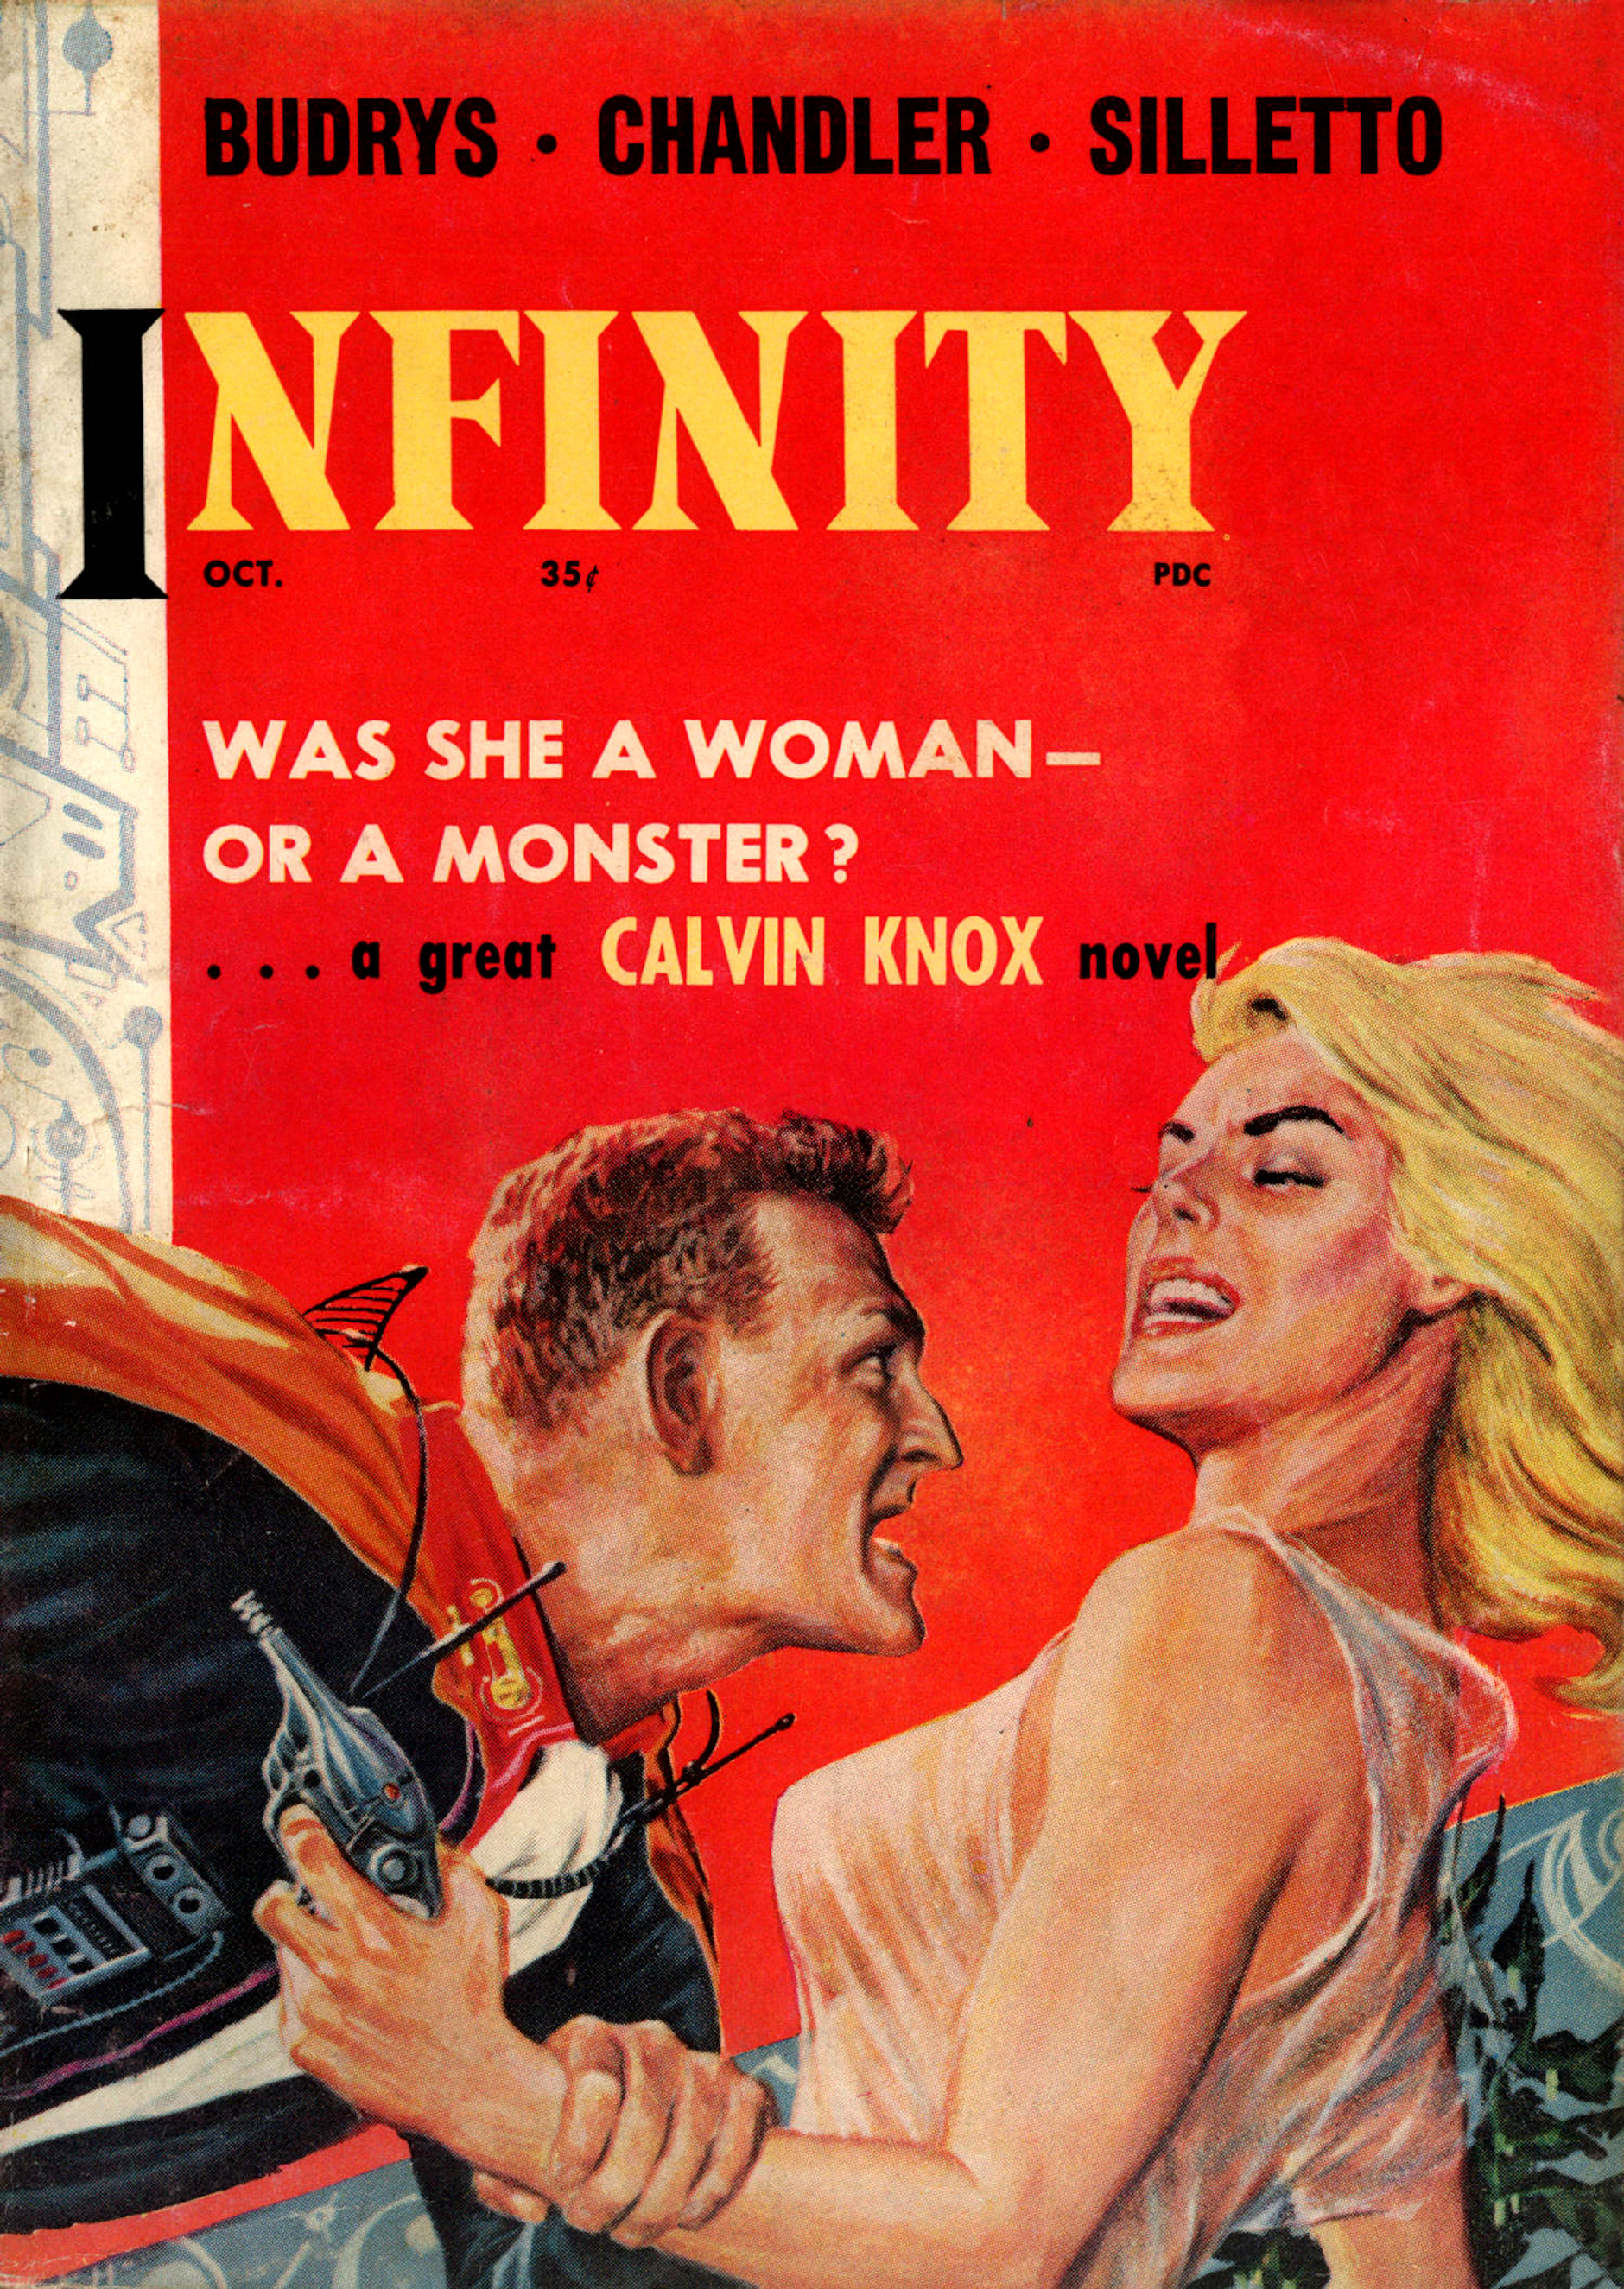 BUDRYS • CHANDLER • SILLETTO
INFINITY
OCT. 35¢ PDC
WAS SHE A WOMAN—
OR A MONSTER?
. . . a great CALVIN KNOX novel